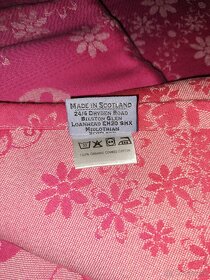 MADE IN SCOTLAND
24/6 DRYDEN ROAD
BILSTON GLEN
LOANHEAD EH20 9HX
MIDLOTHIAN
100% ORGANIC COMBED COTTON